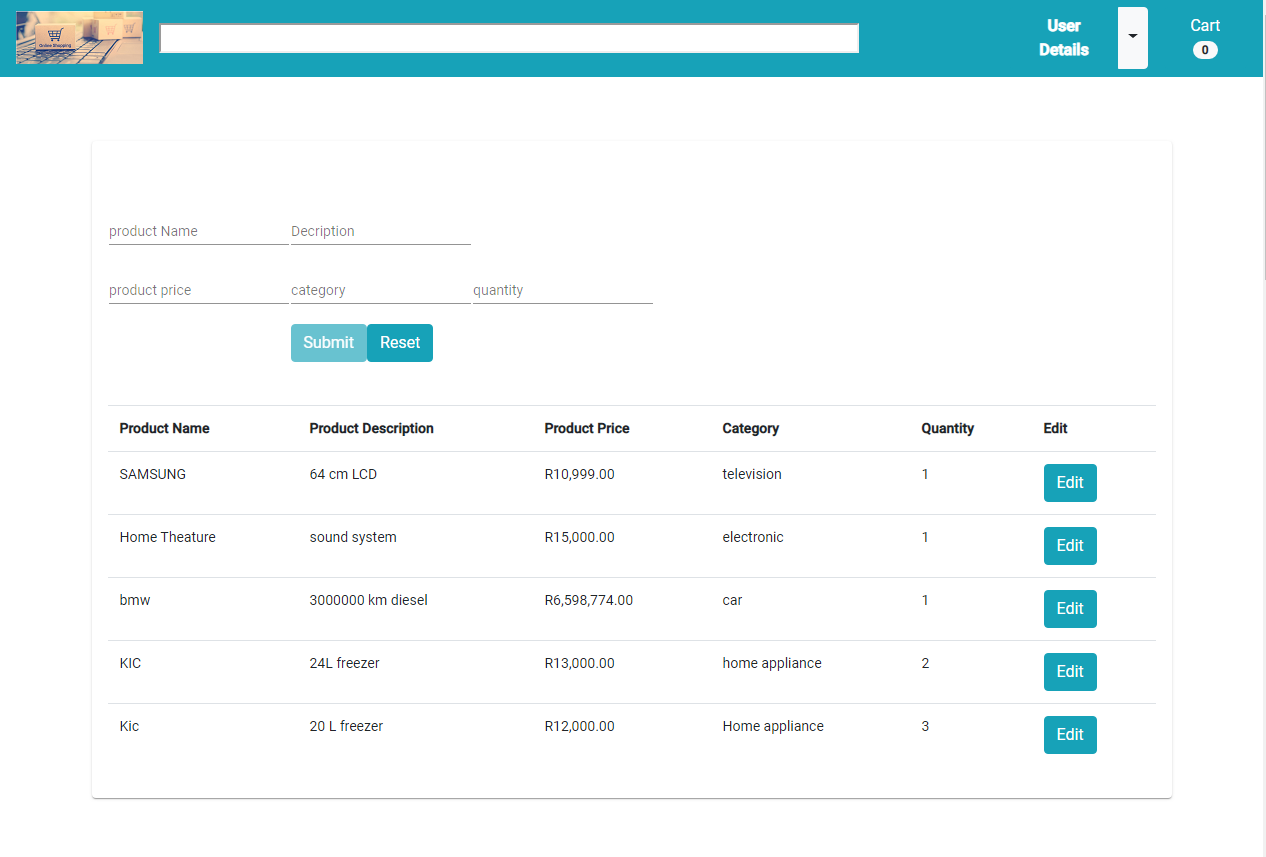 Online Shopping
User
Details
Cart
0
product Name Decription
product price category quantity
Submit Reset
Product Name Product Description Product Price Category Quantity Edit
SAMSUNG 64 cm LCD R10,999.00 television 1 Edit
Home Theature sound system R15,000.00 electronic 1 Edit
bmw 3000000 km diesel R6,598,774.00 car 1 Edit
KIC 24L freezer R13,000.00 home appliance 2 Edit
Kic 20 L freezer R12,000.00 Home appliance 3 Edit